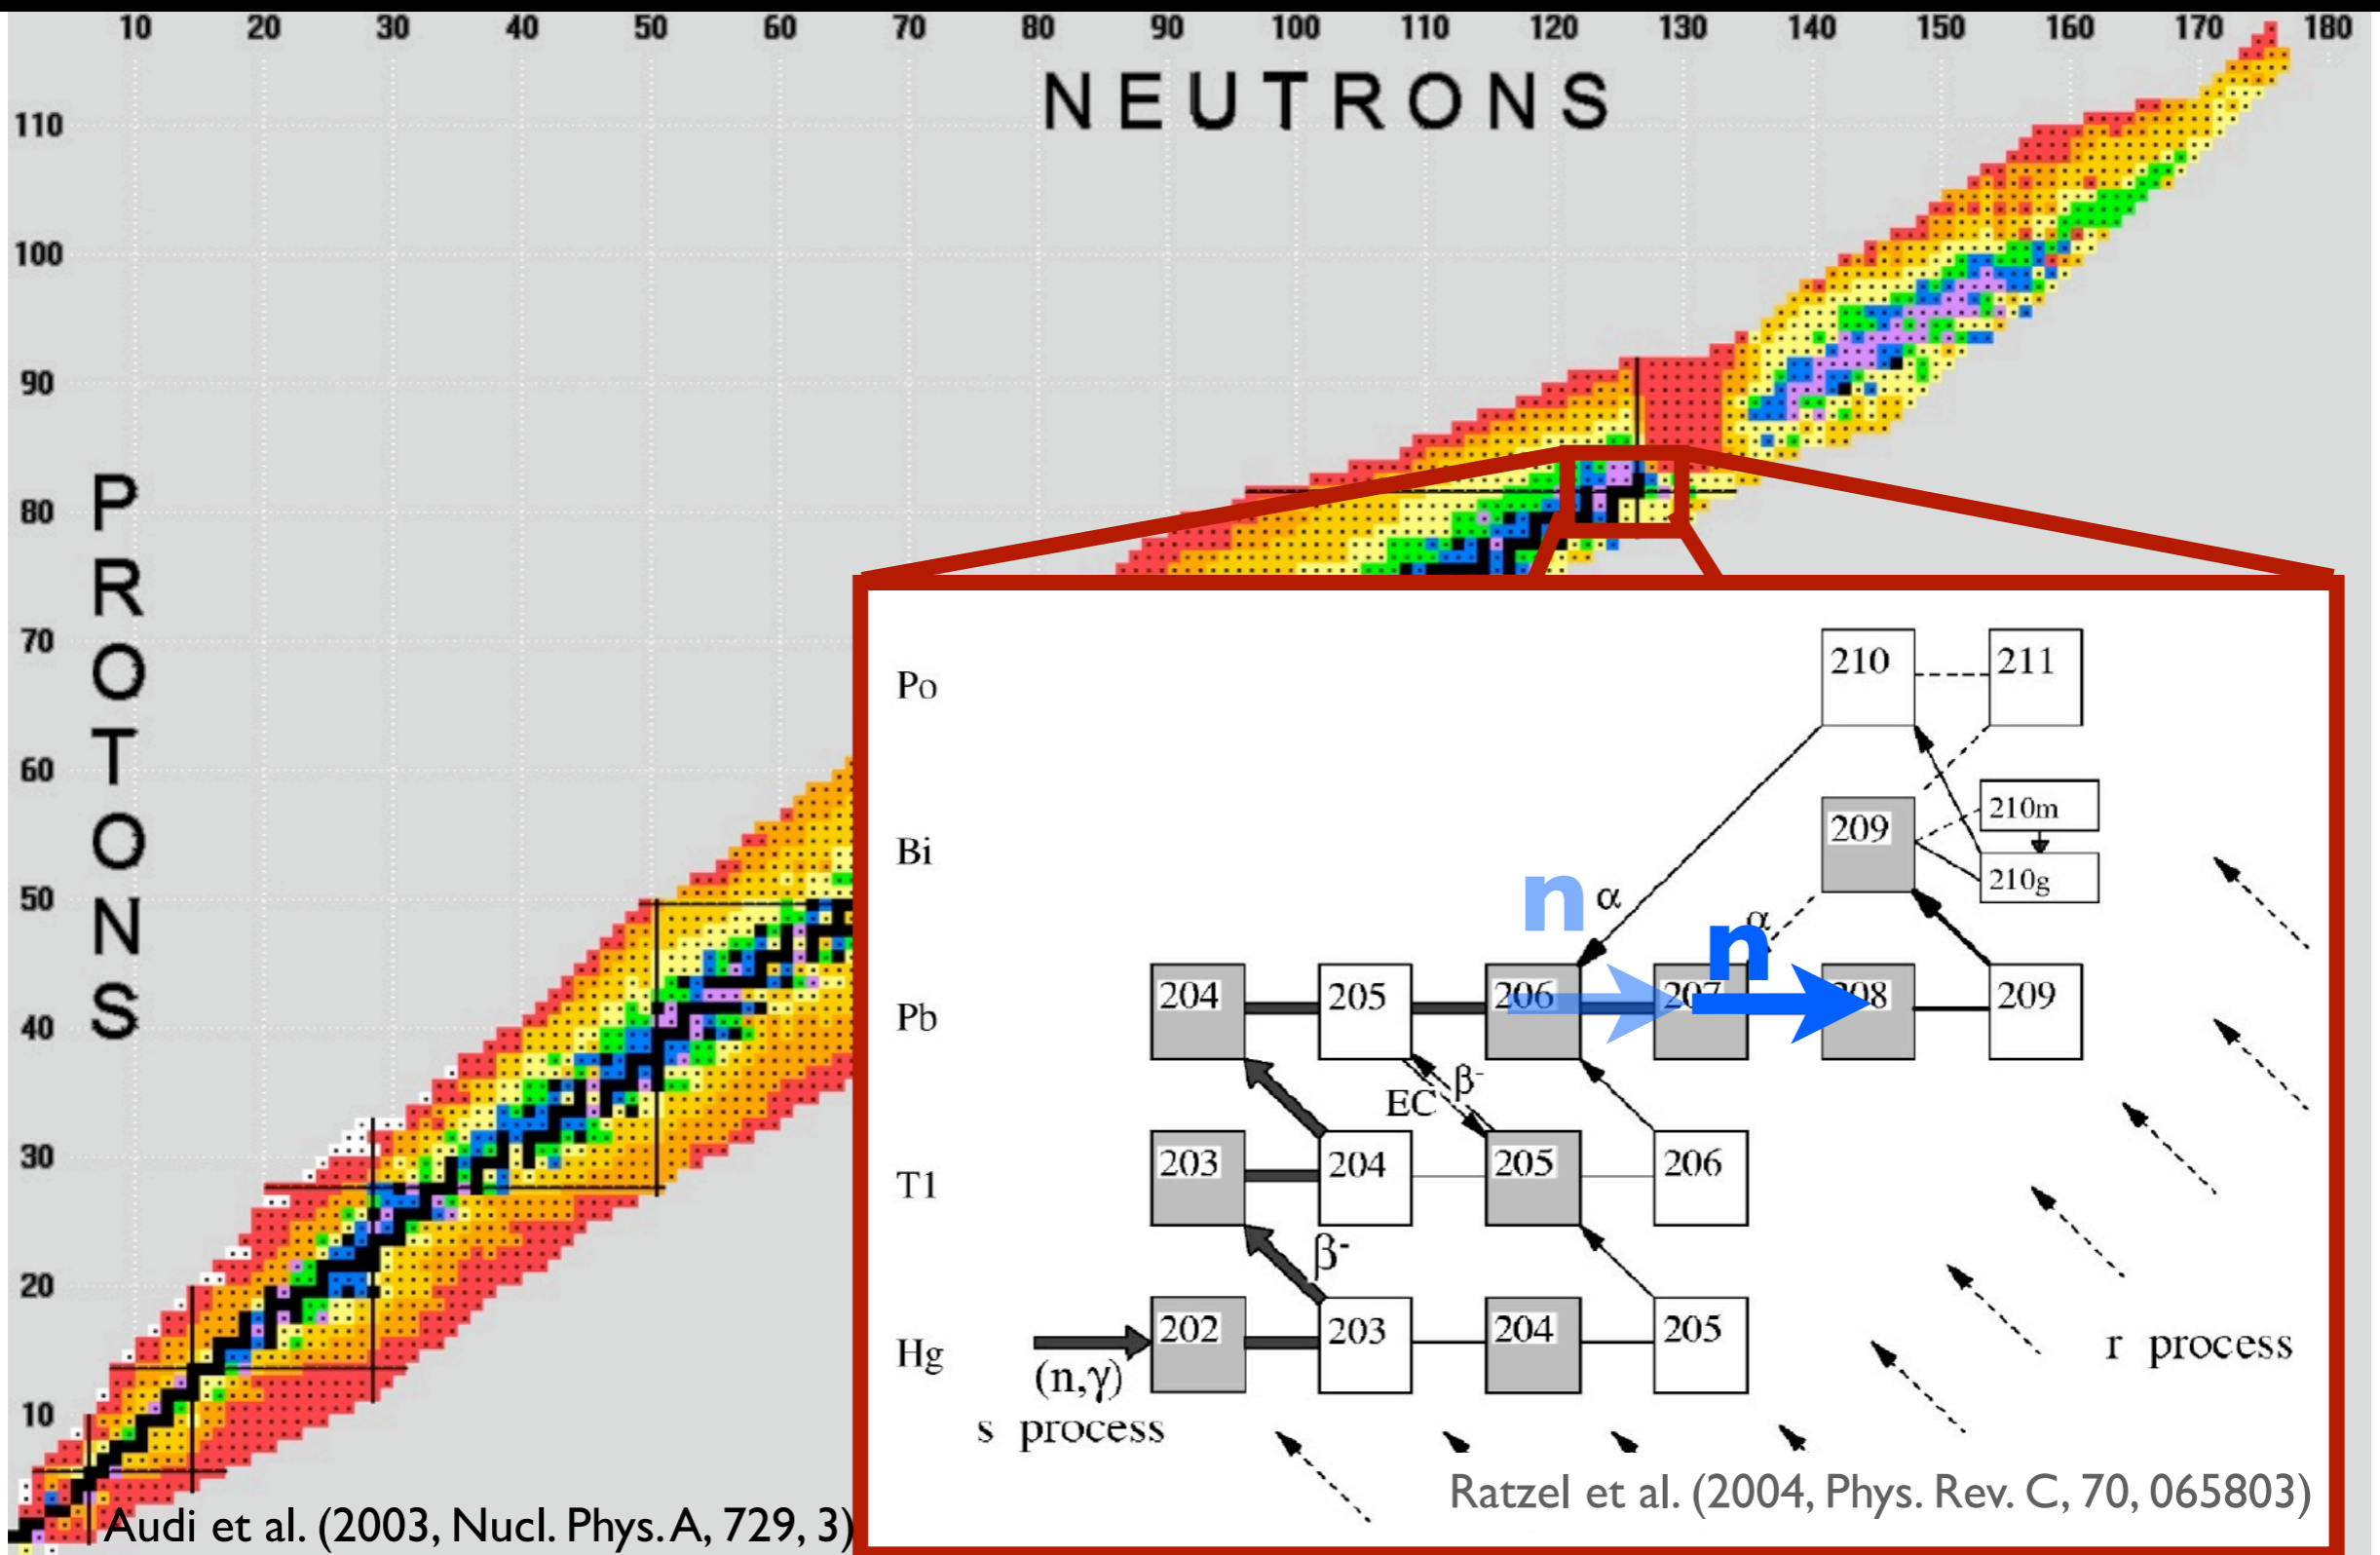 10 20 30 40 50 60 70 80 90 100 110 120 130 140 150 160 170 180
NEUTRONS
110
100
90
80
70
60
50
40
30
20
10
PROTONS
Po
210
211
Bi
209
210m
210g
n
α
n
α
Pb
204
205
206
207
208
209
EC
β-
Tl
203
204
205
206
β-
Hg
202
203
204
205
(n,γ)
s process
r process
Ratzel et al. (2004, Phys. Rev. C, 70, 065803)
Audi et al. (2003, Nucl. Phys. A, 729, 3)